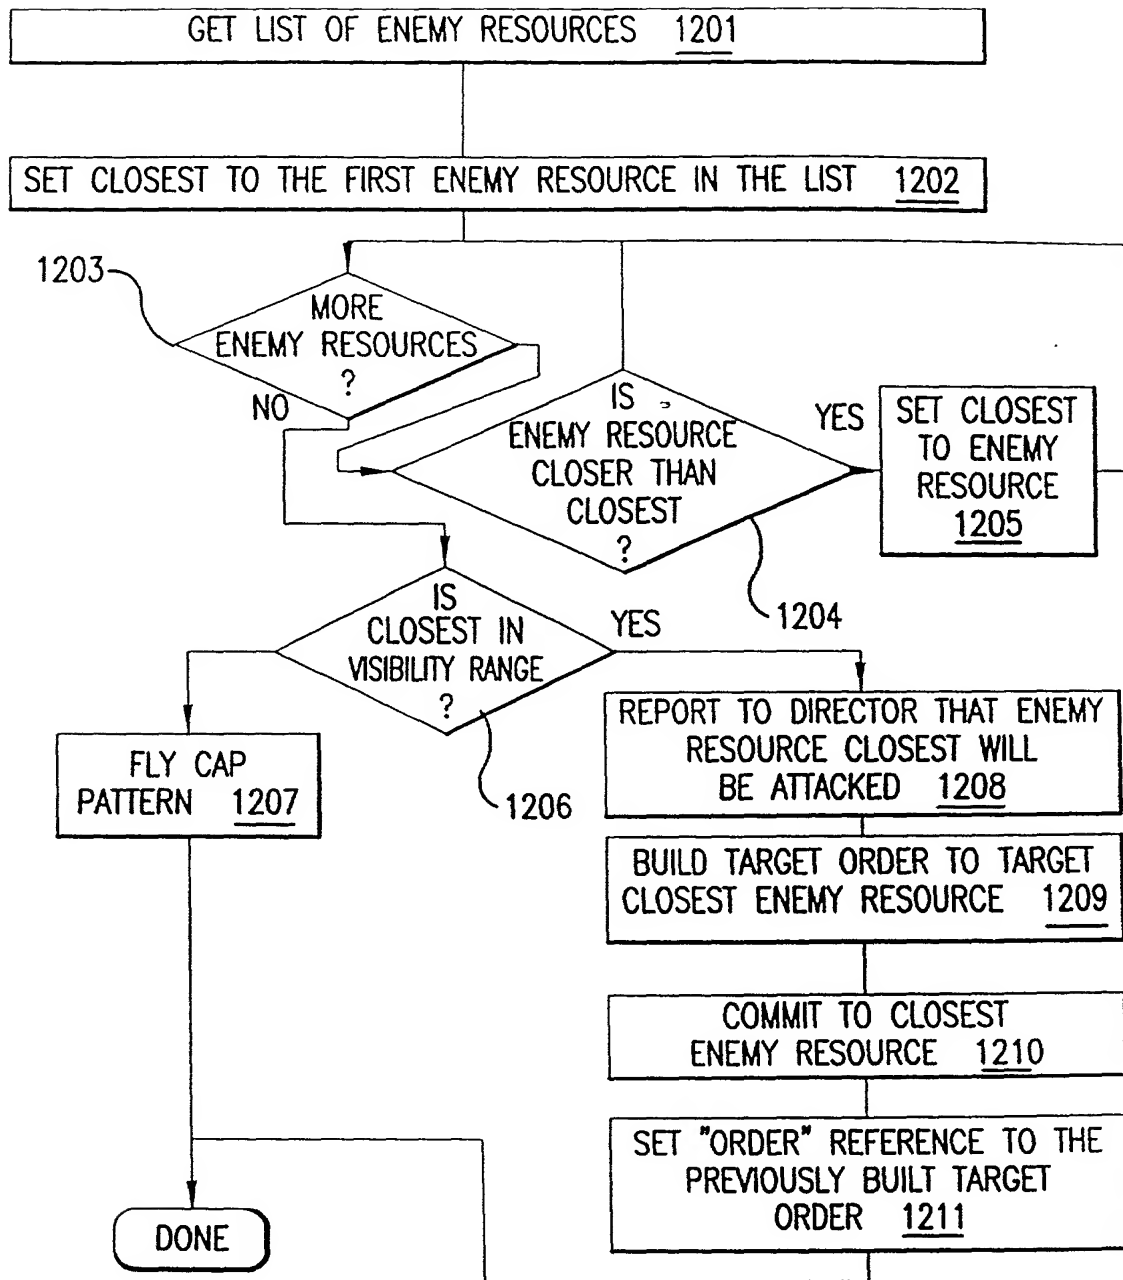 GET LIST OF ENEMY RESOURCES 1201
SET CLOSEST TO THE FIRST ENEMY RESOURCE IN THE LIST 1202
1203
MORE
ENEMY RESOURCES
?
NO
IS
ENEMY RESOURCE
CLOSER THAN
CLOSEST
?
YES
SET CLOSEST
TO ENEMY
RESOURCE
1205
1204
IS
CLOSEST IN
VISIBILITY RANGE
?
YES
1206
FLY CAP
PATTERN 1207
REPORT TO DIRECTOR THAT ENEMY
RESOURCE CLOSEST WILL
BE ATTACKED 1208
BUILD TARGET ORDER TO TARGET
CLOSEST ENEMY RESOURCE 1209
COMMIT TO CLOSEST
ENEMY RESOURCE 1210
SET "ORDER" REFERENCE TO THE
PREVIOUSLY BUILT TARGET
ORDER 1211
DONE